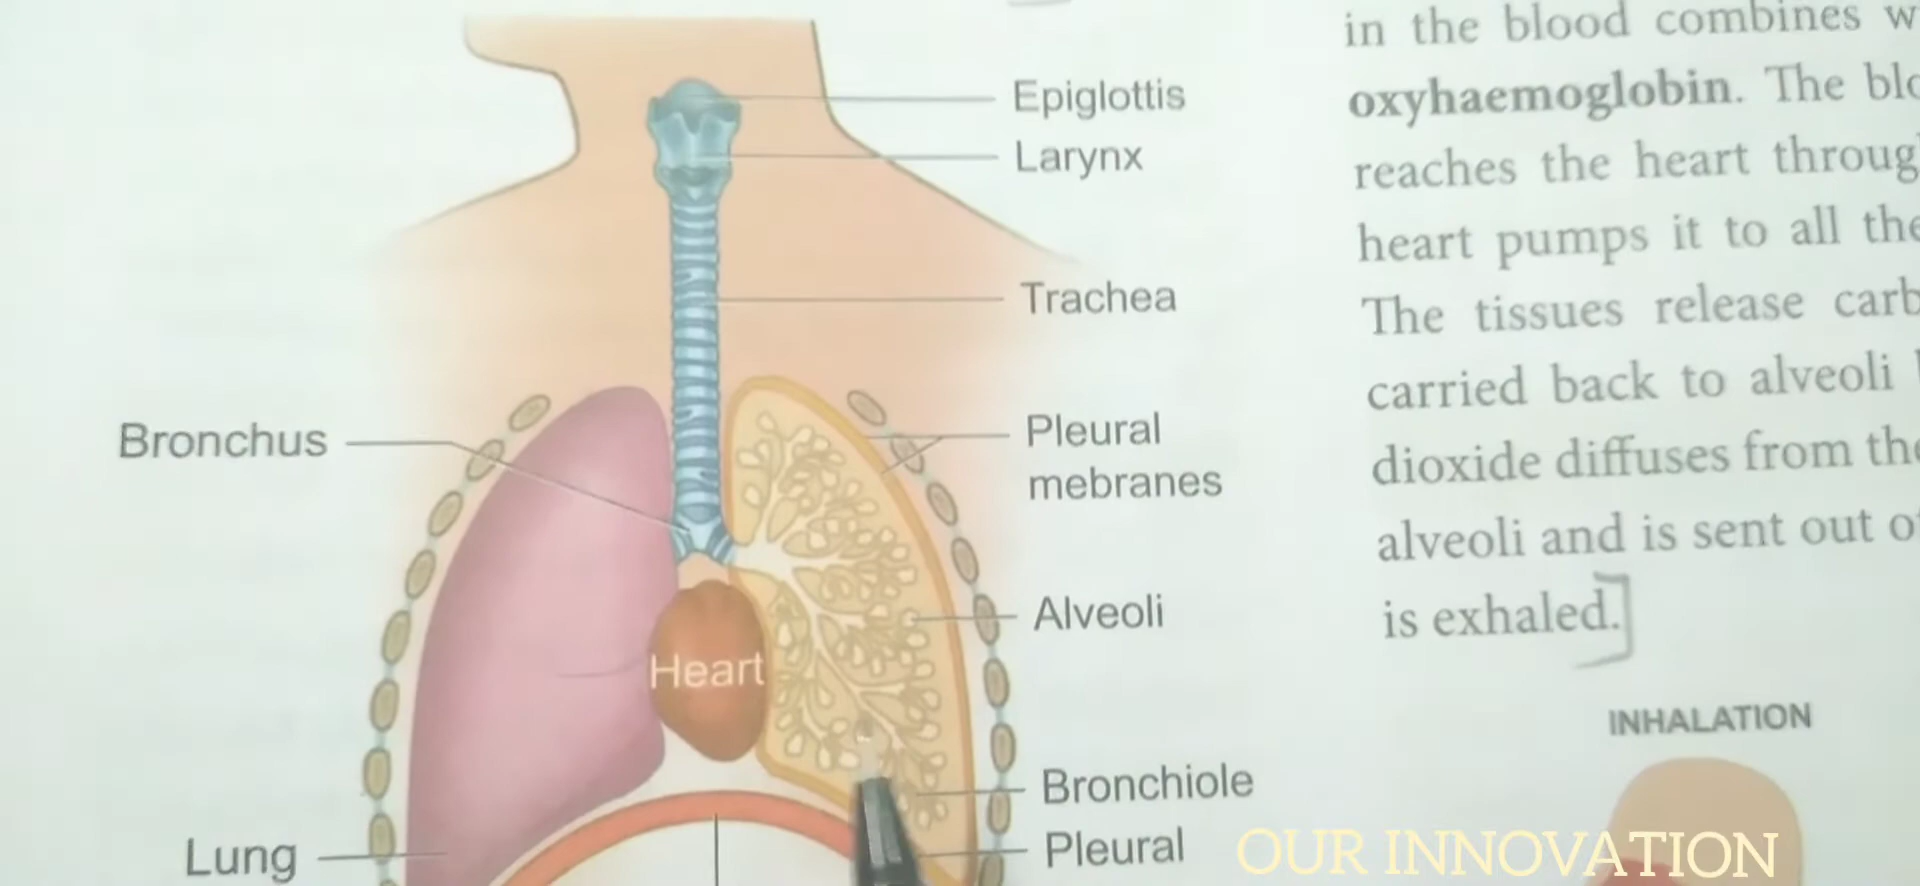 Epiglottis
Larynx
Trachea
Bronchus
Pleural
mebranes
Alveoli
Heart
Bronchiole
Lung
Pleural
in the blood combines
oxyhaemoglobin. The
reaches the heart
heart pumps it to all
The tissues release
carried back to alveoli
dioxide diffuses from
alveoli and is sent out
is exhaled.]
INHALATION
OUR INNOVATION